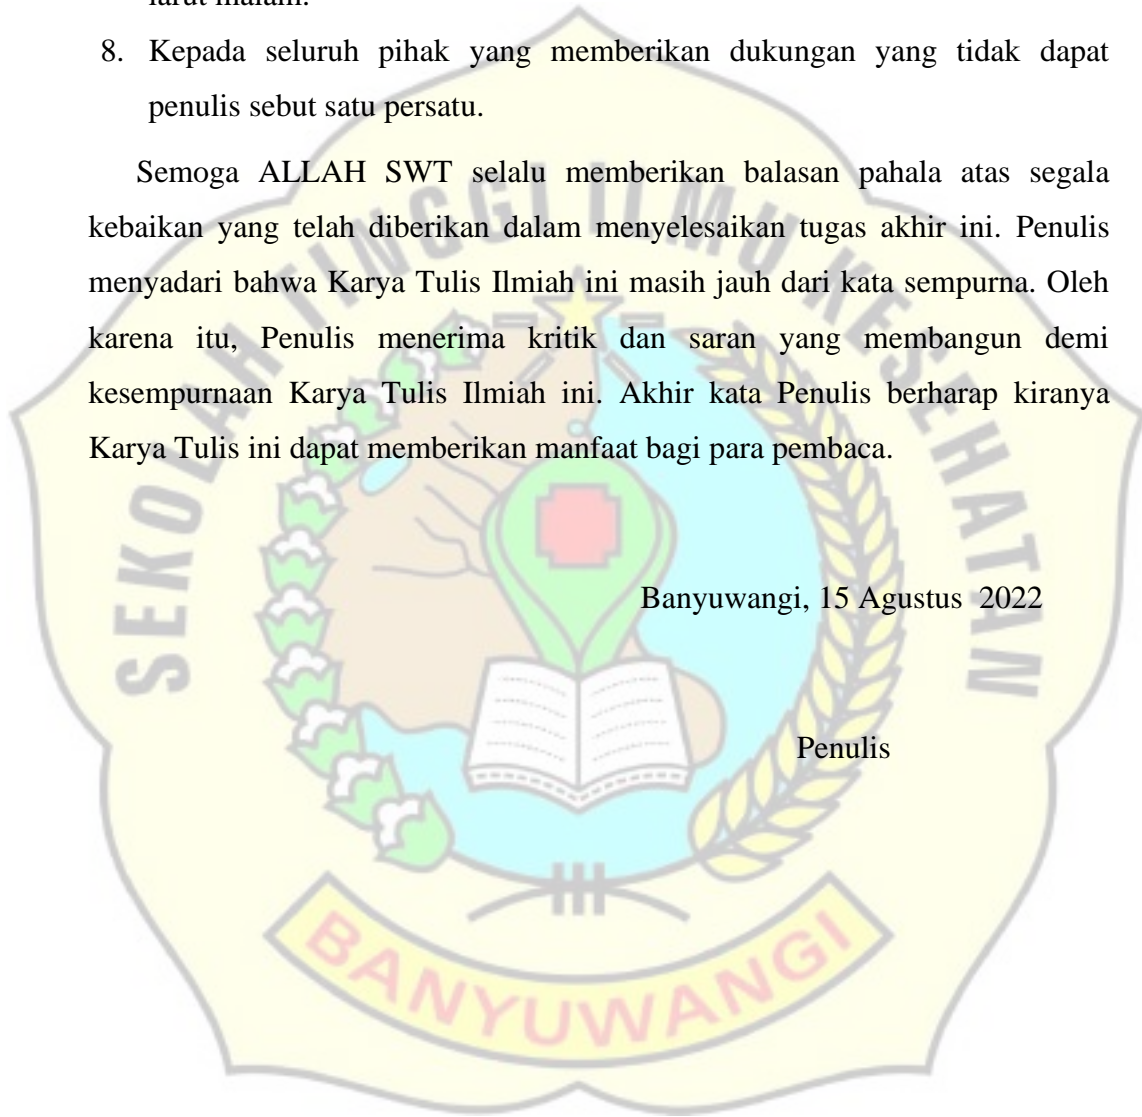 larut malam.
8. Kepada seluruh pihak yang memberikan dukungan yang tidak dapat
penulis sebut satu persatu.
Semoga ALLAH SWT selalu memberikan balasan pahala atas segala
kebaikan yang telah diberikan dalam menyelesaikan tugas akhir ini. Penulis
menyadari bahwa Karya Tulis Ilmiah ini masih jauh dari kata sempurna. Oleh
karena itu, Penulis menerima kritik dan saran yang membangun demi
kesempurnaan Karya Tulis Ilmiah ini. Akhir kata Penulis berharap kiranya
Karya Tulis ini dapat memberikan manfaat bagi para pembaca.
Banyuwangi, 15 Agustus 2022
Penulis
SEKOLAH TINGGI ILMU KESEHATAN
BANYUWANGI